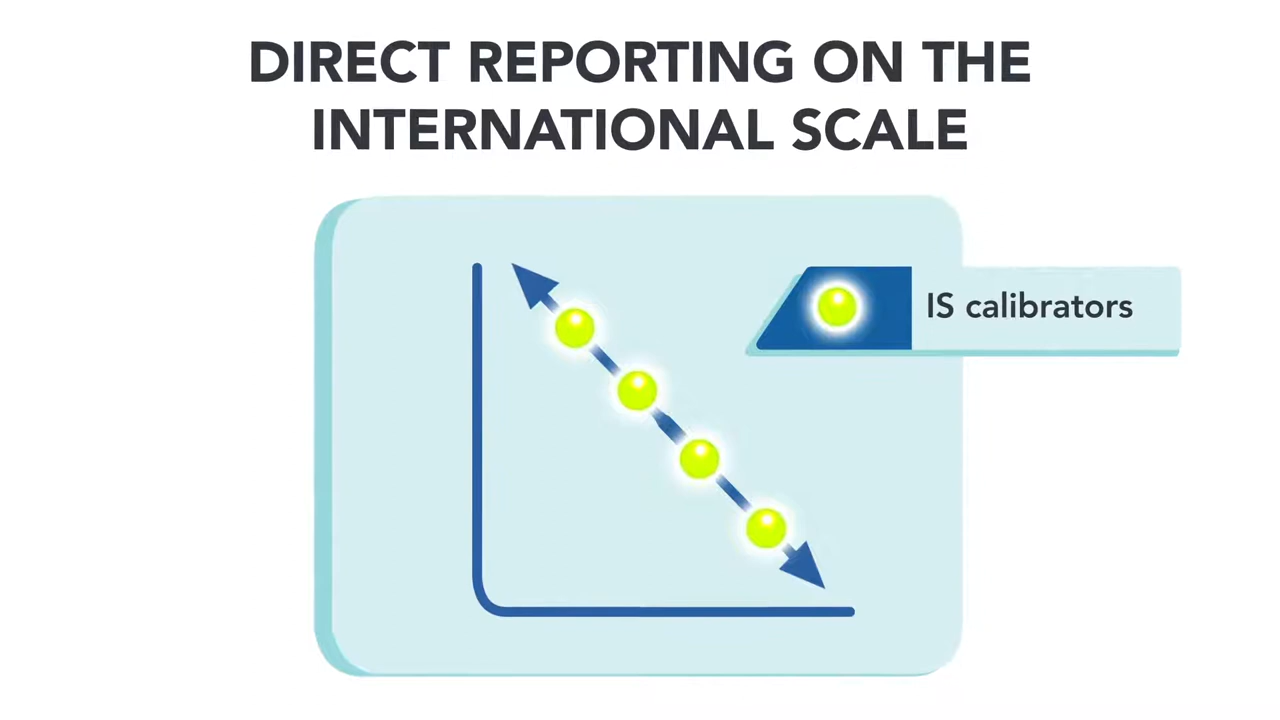 DIRECT REPORTING ON THE
INTERNATIONAL SCALE
IS calibrators